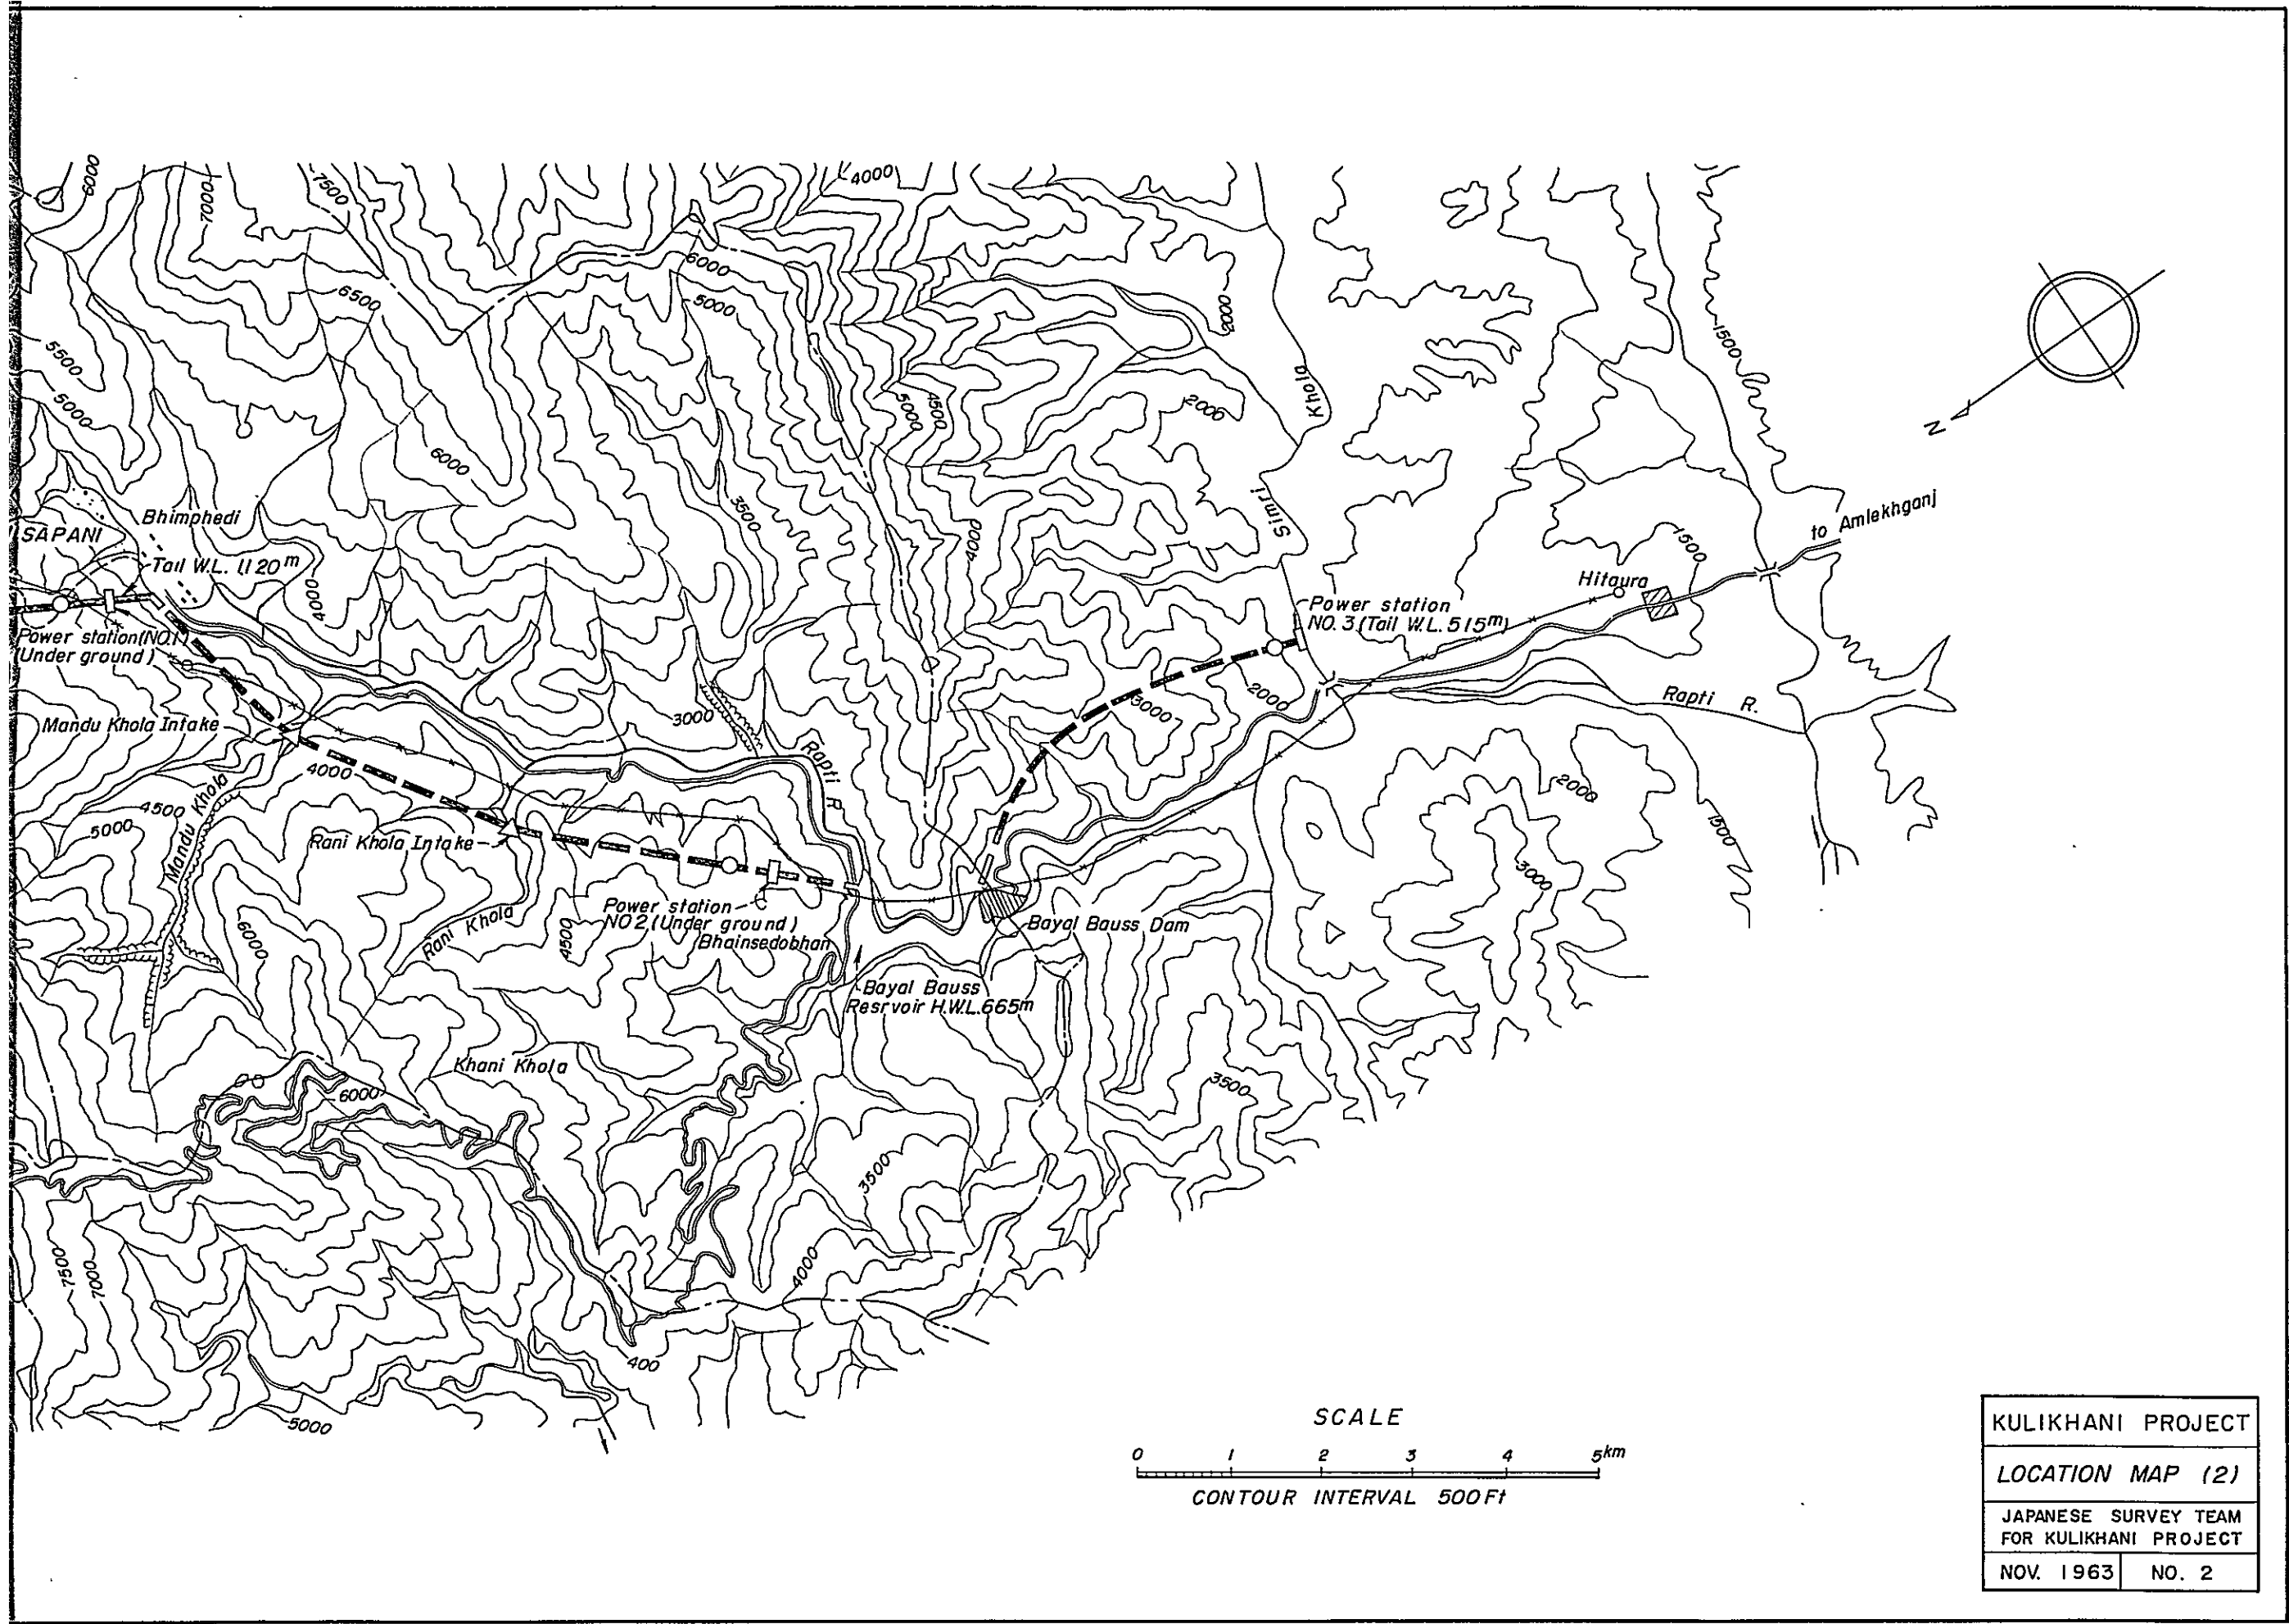 6000
7000
7500
4000
6000
5000
6500
2000
1500
5500
5000
5000
4500
2000
Khola
6000
N
3500
Simri
4000
to Amlekhganj
1500
SAPANI
Bhimphedi
Tail W.L. 1,120m
4000
Hitaura
Power station
NO. 3 (Tail W.L. 515m)
Power station (NO.1)
(Under ground)
2000
3000
Rapti R.
Mandu Khola Intake
3000
Rapti R.
4000
4500
5000
Mandu Khola
Rani Khola Intake
2000
1500
3000
Power station
NO2 (Under ground)
Bhainsedobhan
Rani Khola
4500
6000
Bayal Bauss Dam
Bayal Bauss
Resrvoir H.W.L. 665m
Khani Khola
6000
3500
3500
4000
7500
7000
400
5000
SCALE
0 1 2 3 4 5km
CONTOUR INTERVAL 500Ft
KULIKHANI PROJECT
LOCATION MAP (2)
JAPANESE SURVEY TEAM
FOR KULIKHANI PROJECT
NOV. 1963
NO. 2